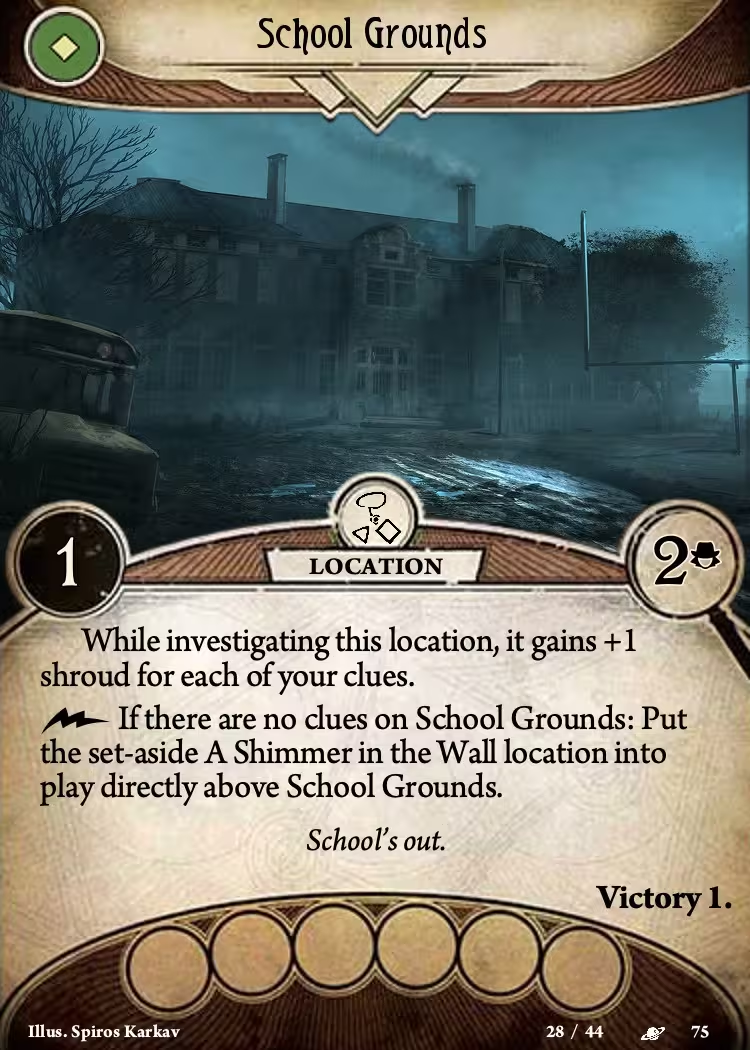 School Grounds
1
LOCATION
2
While investigating this location, it gains +1
shroud for each of your clues.
If there are no clues on School Grounds: Put
the set-aside A Shimmer in the Wall location into
play directly above School Grounds.
School's out.
Victory 1.
Illus. Spiros Karkav
28 / 44
75